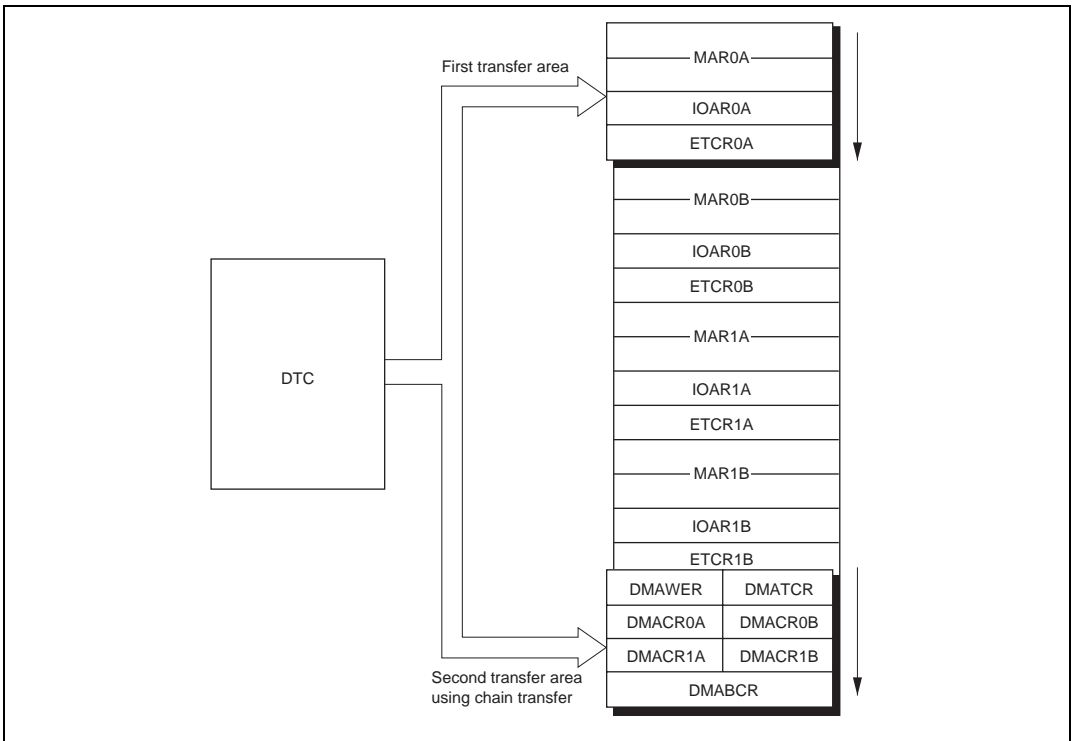 First transfer area
MAR0A
IOAR0A
ETCR0A
MAR0B
IOAR0B
ETCR0B
MAR1A
DTC
IOAR1A
ETCR1A
MAR1B
IOAR1B
ETCR1B
DMAWER DMATCR
DMACR0A DMACR0B
DMACR1A DMACR1B
Second transfer area
using chain transfer
DMABCR